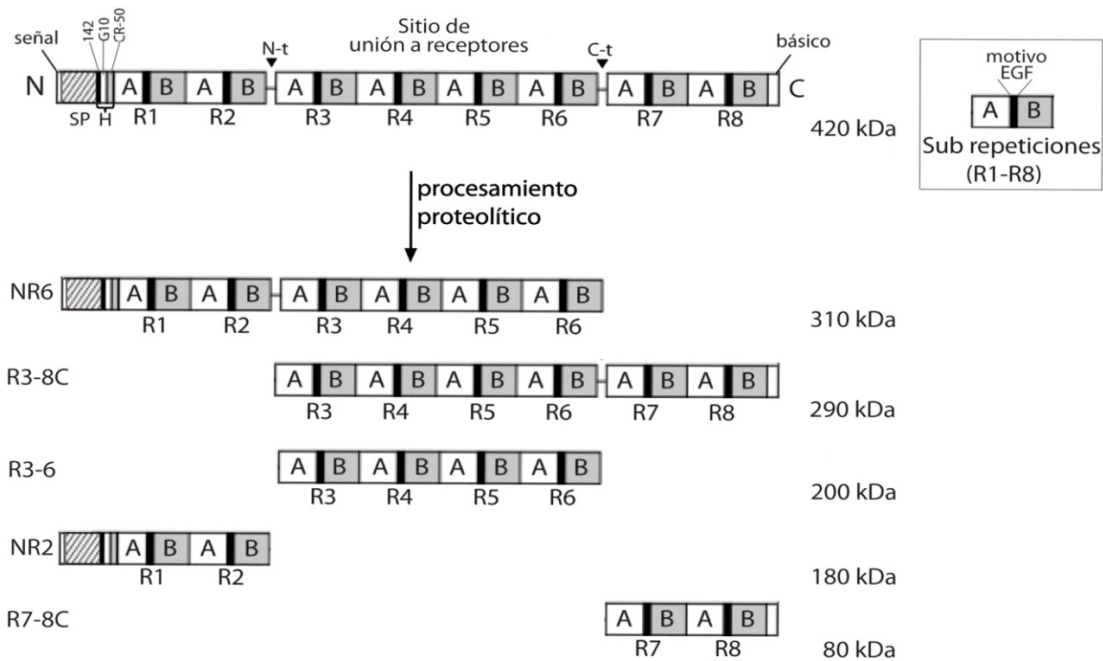 señal
142
G10
CR-50
N-t
Sitio de
unión a receptores
C-t
básico
N A B A B A B A B A B A B A B A B C
SP H R1 R2 R3 R4 R5 R6 R7 R8
420 kDa
motivo
EGF
A B
Sub repeticiones
(R1-R8)
procesamiento
proteolítico
NR6 A B A B A B A B A B A B
R1 R2 R3 R4 R5 R6
310 kDa
R3-8C A B A B A B A B A B A B
R3 R4 R5 R6 R7 R8
290 kDa
R3-6 A B A B A B A B
R3 R4 R5 R6
200 kDa
NR2 A B A B
R1 R2
180 kDa
R7-8C A B A B
R7 R8
80 kDa